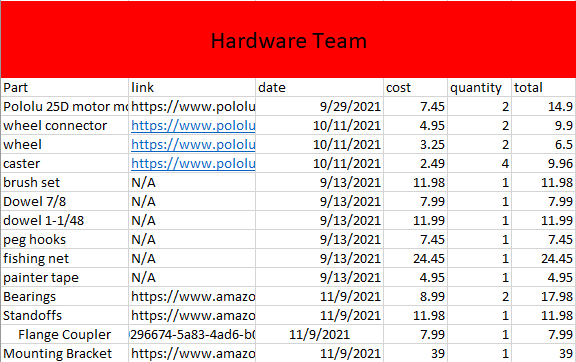 Hardware Team
Part link date cost quantity total
Pololu 25D motor mo https://www.pololu 9/29/2021 7.45 2 14.9
wheel connector https://www.pololu 10/11/2021 4.95 2 9.9
wheel https://www.pololu 10/11/2021 3.25 2 6.5
caster https://www.pololu 10/11/2021 2.49 4 9.96
brush set N/A 9/13/2021 11.98 1 11.98
Dowel 7/8 N/A 9/13/2021 7.99 1 7.99
dowel 1-1/48 N/A 9/13/2021 11.99 1 11.99
peg hooks N/A 9/13/2021 7.45 1 7.45
fishing net N/A 9/13/2021 24.45 1 24.45
painter tape N/A 9/13/2021 4.95 1 4.95
Bearings https://www.amazo 11/9/2021 8.99 2 17.98
Standoffs https://www.amazo 11/9/2021 11.98 1 11.98
Flange Coupler 0296674-5a83-4ad6-b0 11/9/2021 7.99 1 7.99
Mounting Bracket https://www.amazo 11/9/2021 39 1 39